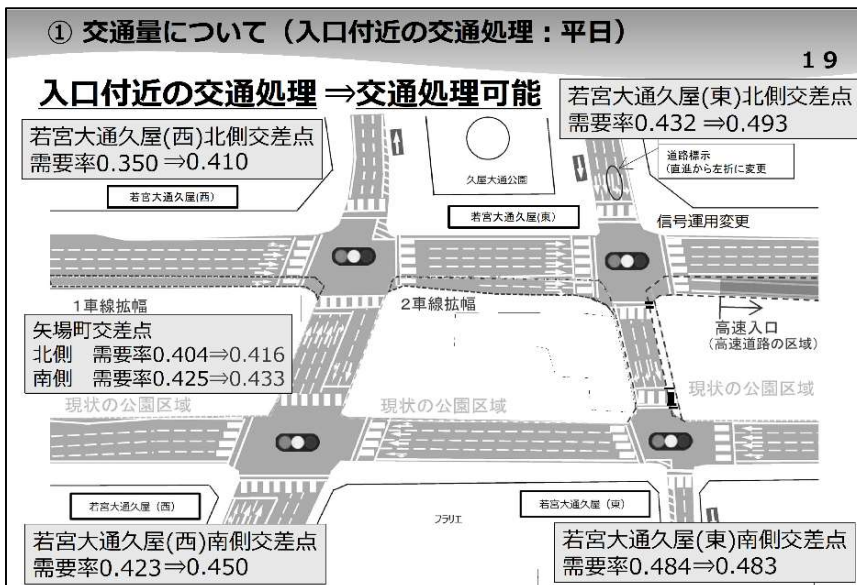 ① 交通量について（入口付近の交通処理：平日）
19
入口付近の交通処理 ⇒交通処理可能
若宮大通久屋(東)北側交差点
需要率0.432 ⇒0.493
若宮大通久屋(西)北側交差点
需要率0.350 ⇒0.410
道路標示
(直進から左折に変更
久屋大通公園
若宮大通久屋(西)
若宮大通久屋(東)
信号運用変更
1車線拡幅
2車線拡幅
高速入口
(高速道路の区域)
矢場町交差点
北側 需要率0.404⇒0.416
南側 需要率0.425⇒0.433
現状の公園区域
現状の公園区域
現状の公園区域
若宮大通久屋（西）
フラリエ
若宮大通久屋（東）
若宮大通久屋(西)南側交差点
需要率0.423⇒0.450
若宮大通久屋(東)南側交差点
需要率0.484⇒0.483